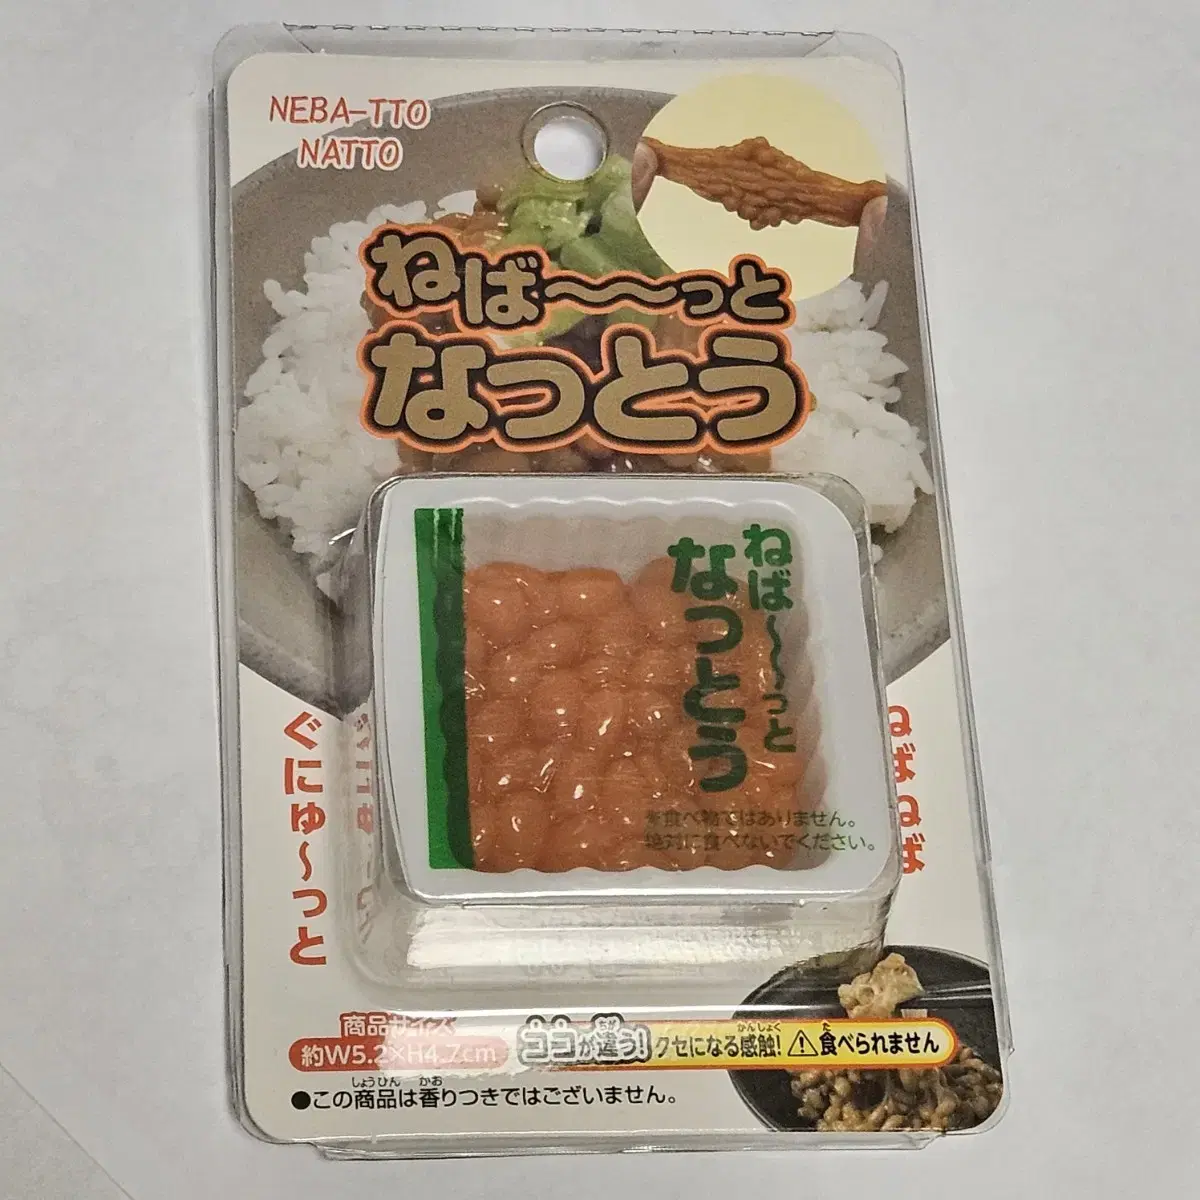 NEBA-TTO
NATTO
ねば〜〜っと
なっとう
ねば〜〜っと
なっとう
※食べ物ではありません。
絶対に食べないでください。
ぐにゅ〜っと
ねばねば
商品サイズ
約W5.2×H4.7cm
ココが違う!
クセになる感触!
⚠食べられません
●この商品は香りつきではございません。